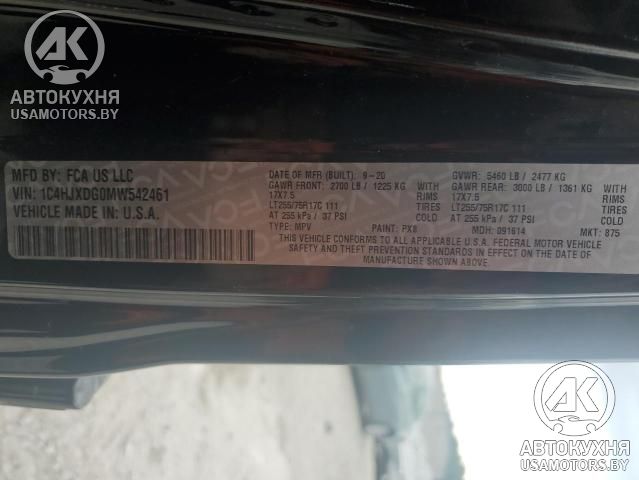 АК
АВТОКУХНЯ
USAMOTORS.BY
MFD BY: FCA US LLC
VIN: 1C4HJXDG0MW542461
VEHICLE MADE IN: U.S.A.
DATE OF MFR (BUILT): 9-20 GVWR: 5460 LB / 2477 KG
GAWR FRONT: 2700 LB / 1225 KG WITH GAWR REAR: 3000 LB / 1361 KG WITH
17X7.5 RIMS 17X7.5 RIMS
LT255/75R17C 111 TIRES LT255/75R17C 111 TIRES
AT 255 kPa / 37 PSI AT 255 kPa / 37 PSI
TYPE: MPV PAINT: PX8 MDH: 091614 MKT: 875
THIS VEHICLE CONFORMS TO ALL APPLICABLE U.S.A. FEDERAL MOTOR VEHICLE
SAFETY AND THEFT PREVENTION STANDARDS IN EFFECT ON THE DATE OF
MANUFACTURE SHOWN ABOVE.
АК
АВТОКУХНЯ
USAMOTORS.BY